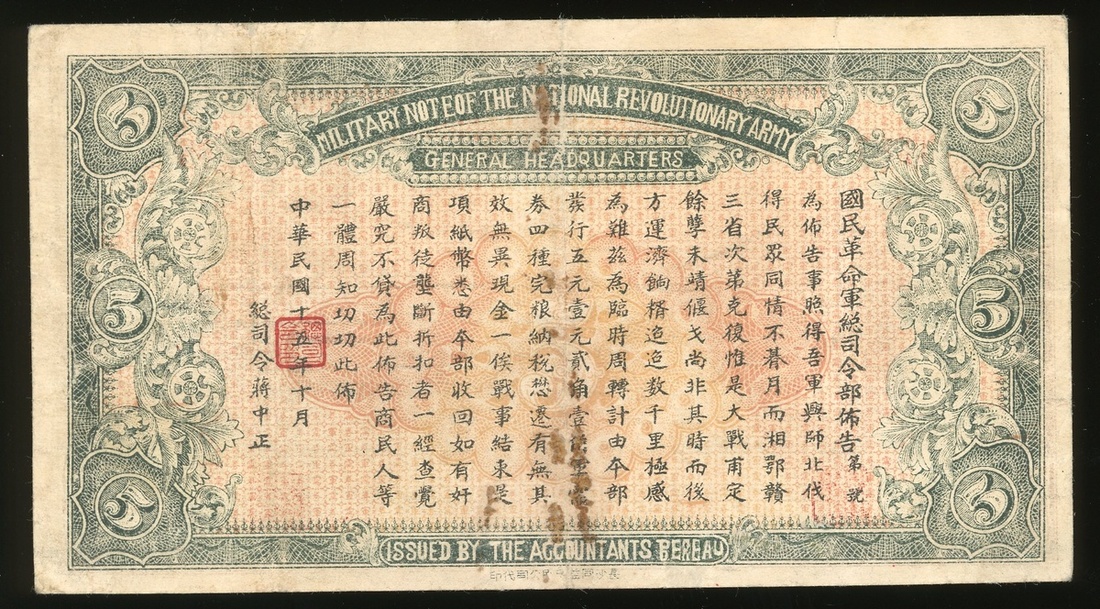 MILITARY NOTE OF THE NATIONAL REVOLUTIONARY ARMY
GENERAL HEADQUARTERS
5
5
國民革命軍総司令部佈告 第 號
為佈告事照得吾軍興師北伐
得民眾同情不朞月而湘鄂贛
三省次第克復惟是大戰甫定
餘孽未靖偃戈尚非其時而後
方運濟餉糈迢迢数千里極感
為難茲為臨時周轉計由本部
發行五元壹元貳角壹
券四種完粮納稅懋遷有無其
效無異現金一俟戰事結束是
項紙幣悉由本部收回如有奸
商叛徒壟斷折扣者一經查覺
嚴究不貸為此佈告商民人等
一體周知切切此佈
中華民國十五年十月
総司令蔣中正
5
5
5
5
ISSUED BY THE ACCOUNTANTS BEREAU